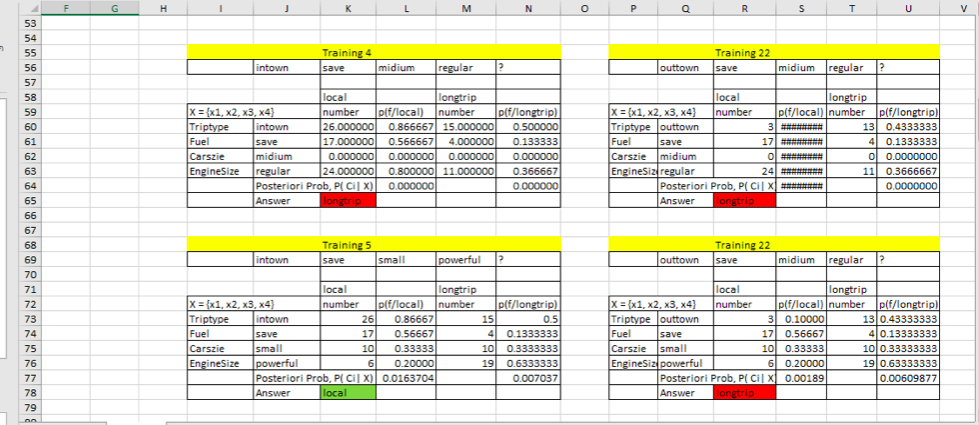 F G H I J K L M N O P Q R S T U V
53
54
55 Training 4 Training 22
56 intown save midium regular ? outtown save midium regular ?
57
58 local longtrip local longtrip
59 X = {x1, x2, x3, x4} number p(f/local) number p(f/longtrip) X = {x1, x2, x3, x4} number p(f/local) number p(f/longtrip)
60 Triptype intown 26.000000 0.866667 15.000000 0.500000 Triptype outtown 3 ######## 13 0.4333333
61 Fuel save 17.000000 0.566667 4.000000 0.133333 Fuel save 17 ######## 4 0.1333333
62 Carszie midium 0.000000 0.000000 0.000000 0.000000 Carszie midium 0 ######## 0 0.0000000
63 EngineSize regular 24.000000 0.800000 11.000000 0.366667 EngineSize regular 24 ######## 11 0.3666667
64 Posteriori Prob, P( Ci| X) 0.000000 0.000000 Posteriori Prob, P( Ci| X) ######## 0.0000000
65 Answer longtrip Answer longtrip
66
67
68 Training 5 Training 22
69 intown save small powerful ? outtown save midium regular ?
70
71 local longtrip local longtrip
72 X = {x1, x2, x3, x4} number p(f/local) number p(f/longtrip) X = {x1, x2, x3, x4} number p(f/local) number p(f/longtrip)
73 Triptype intown 26 0.86667 15 0.5 Triptype outtown 3 0.10000 13 0.43333333
74 Fuel save 17 0.56667 4 0.1333333 Fuel save 17 0.56667 4 0.13333333
75 Carszie small 10 0.33333 10 0.3333333 Carszie small 10 0.33333 10 0.33333333
76 EngineSize powerful 6 0.20000 19 0.6333333 EngineSize powerful 6 0.20000 19 0.63333333
77 Posteriori Prob, P( Ci| X) 0.0163704 0.007037 Posteriori Prob, P( Ci| X) 0.00189 0.00609877
78 Answer local Answer longtrip
79